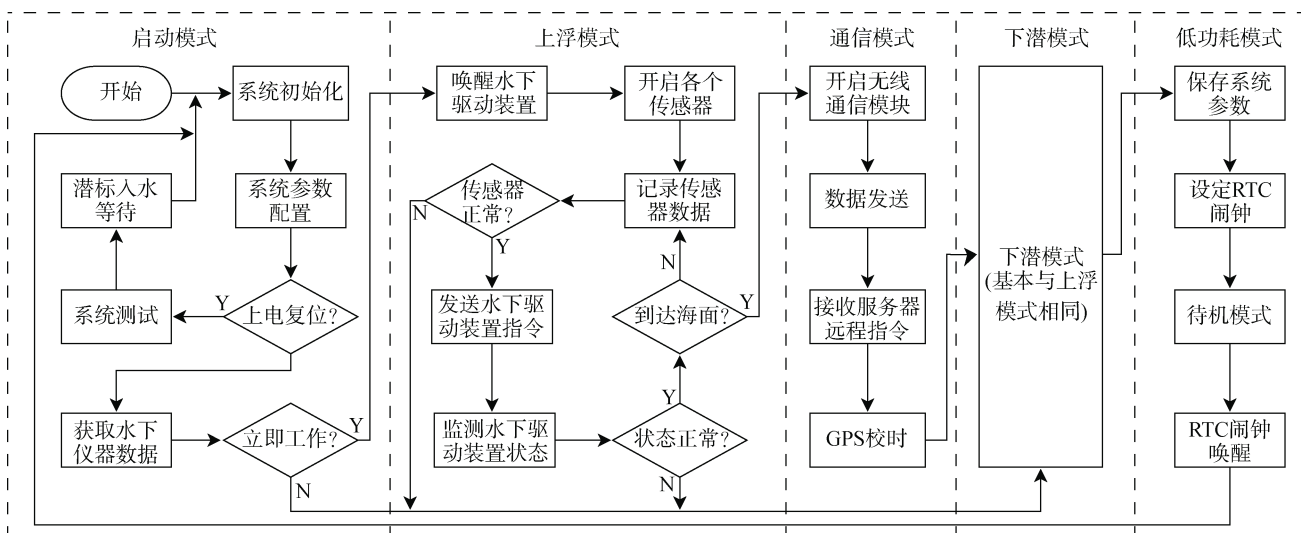 启动模式
开始
系统初始化
潜标入水
等待
系统参数
配置
系统测试
Y
上电复位?
获取水下
仪器数据
立即工作?
Y
N
上浮模式
唤醒水下
驱动装置
开启各个
传感器
传感器
正常?
N
Y
记录传感
器数据
N
发送水下驱
动装置指令
到达海面?
Y
Y
监测水下驱
动装置状态
状态正常?
N
通信模式
开启无线
通信模块
数据发送
接收服务器
远程指令
GPS校时
下潜模式
下潜模式
(基本与上浮
模式相同)
低功耗模式
保存系统
参数
设定RTC
闹钟
待机模式
RTC闹钟
唤醒